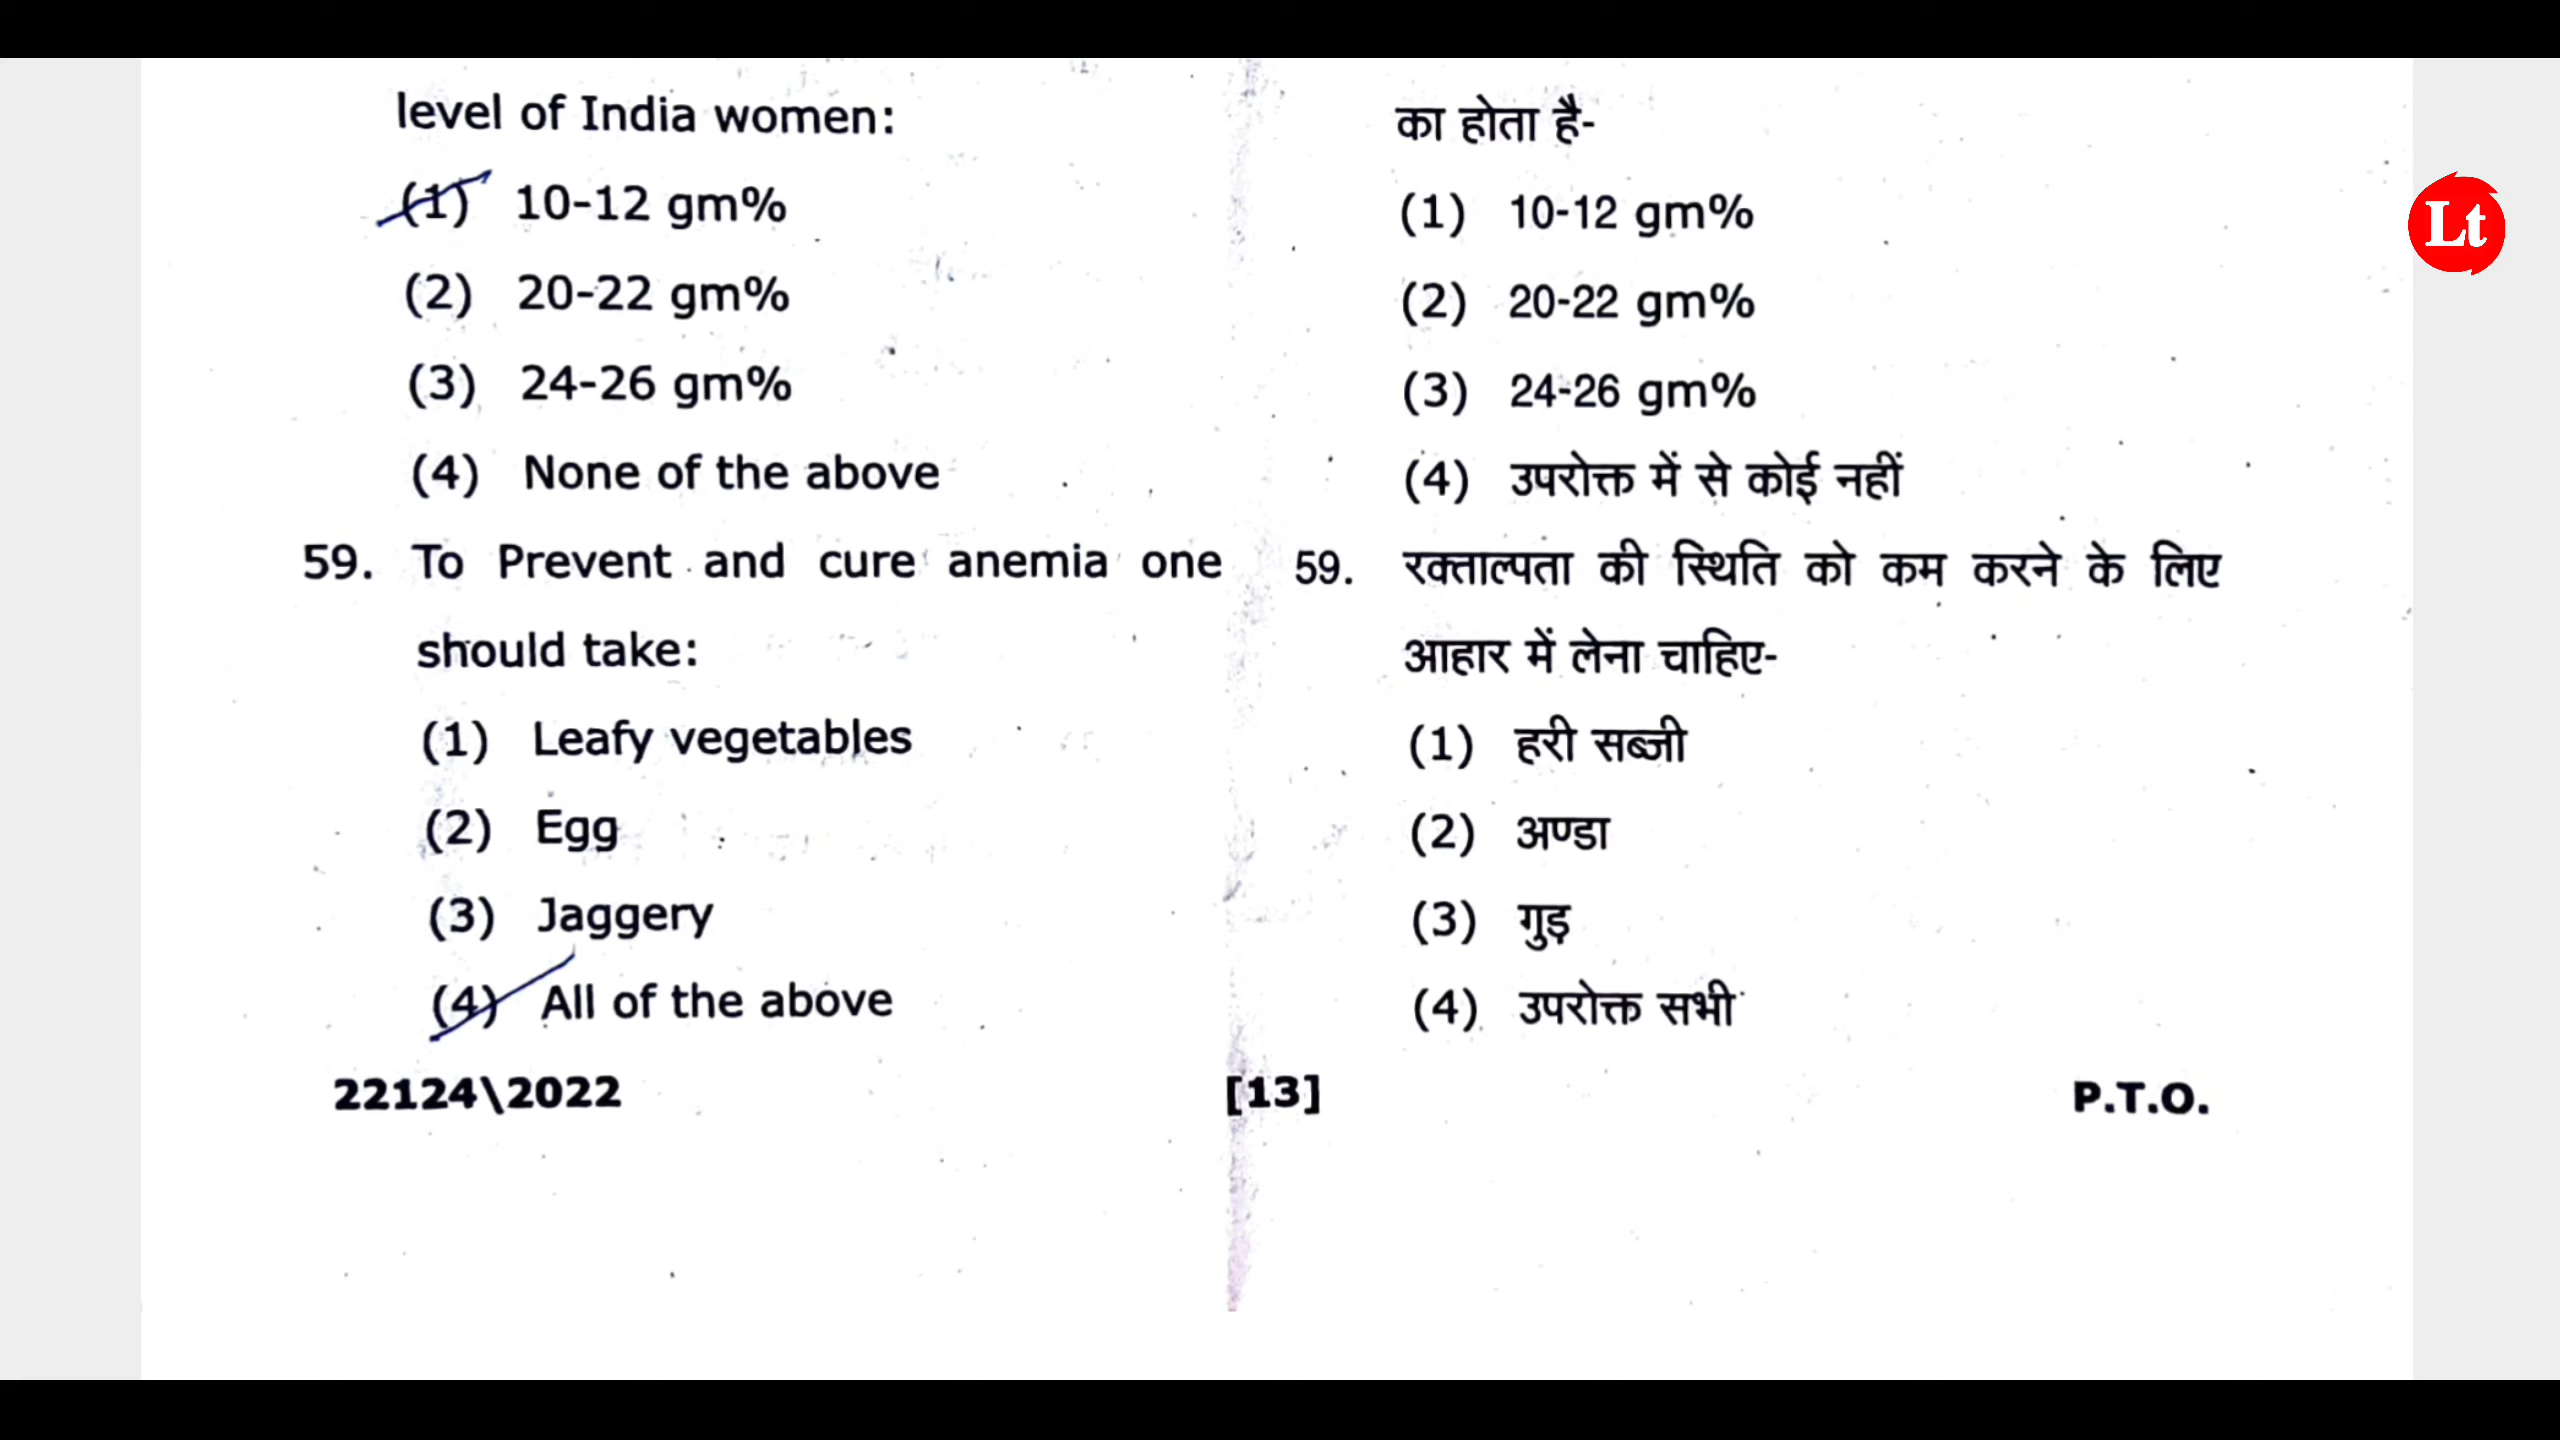 level of India women:
(1) 10-12 gm%
(2) 20-22 gm%
(3) 24-26 gm%
(4) None of the above
59. To Prevent and cure anemia one
should take:
(1) Leafy vegetables
(2) Egg
(3) Jaggery
(4) All of the above
का होता है-
(1) 10-12 gm%
(2) 20-22 gm%
(3) 24-26 gm%
(4) उपरोक्त में से कोई नहीं
59. रक्ताल्पता की स्थिति को कम करने के लिए
आहार में लेना चाहिए-
(1) हरी सब्जी
(2) अण्डा
(3) गुड़
(4) उपरोक्त सभी
22124\2022 [13] P.T.O.
Lt